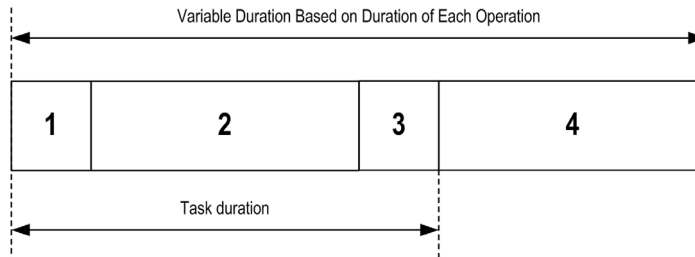 Variable Duration Based on Duration of Each Operation
1 2 3 4
Task duration